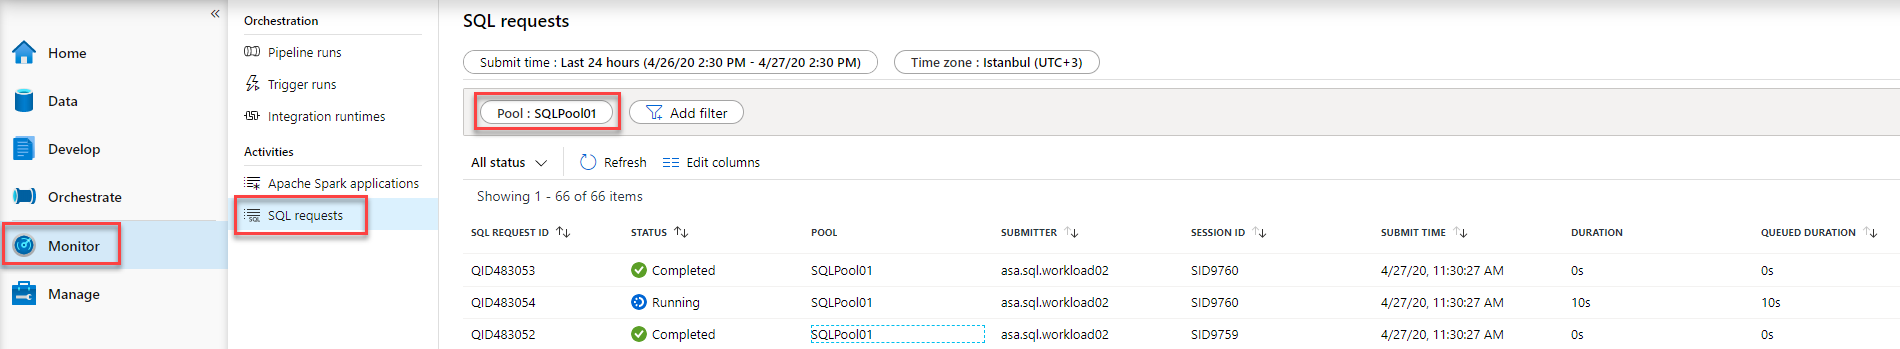 «
Home
Data
Develop
Orchestrate
Monitor
Manage
Orchestration
Pipeline runs
Trigger runs
Integration runtimes
Activities
Apache Spark applications
SQL requests
SQL requests
Submit time : Last 24 hours (4/26/20 2:30 PM - 4/27/20 2:30 PM) Time zone : Istanbul (UTC+3)
Pool : SQLPool01 Add filter
All status Refresh Edit columns
Showing 1 - 66 of 66 items
SQL REQUEST ID STATUS POOL SUBMITTER SESSION ID SUBMIT TIME DURATION QUEUED DURATION
QID483053 Completed SQLPool01 asa.sql.workload02 SID9760 4/27/20, 11:30:27 AM 0s 0s
QID483054 Running SQLPool01 asa.sql.workload02 SID9760 4/27/20, 11:30:27 AM 10s 10s
QID483052 Completed SQLPool01 asa.sql.workload02 SID9759 4/27/20, 11:30:27 AM 0s 0s